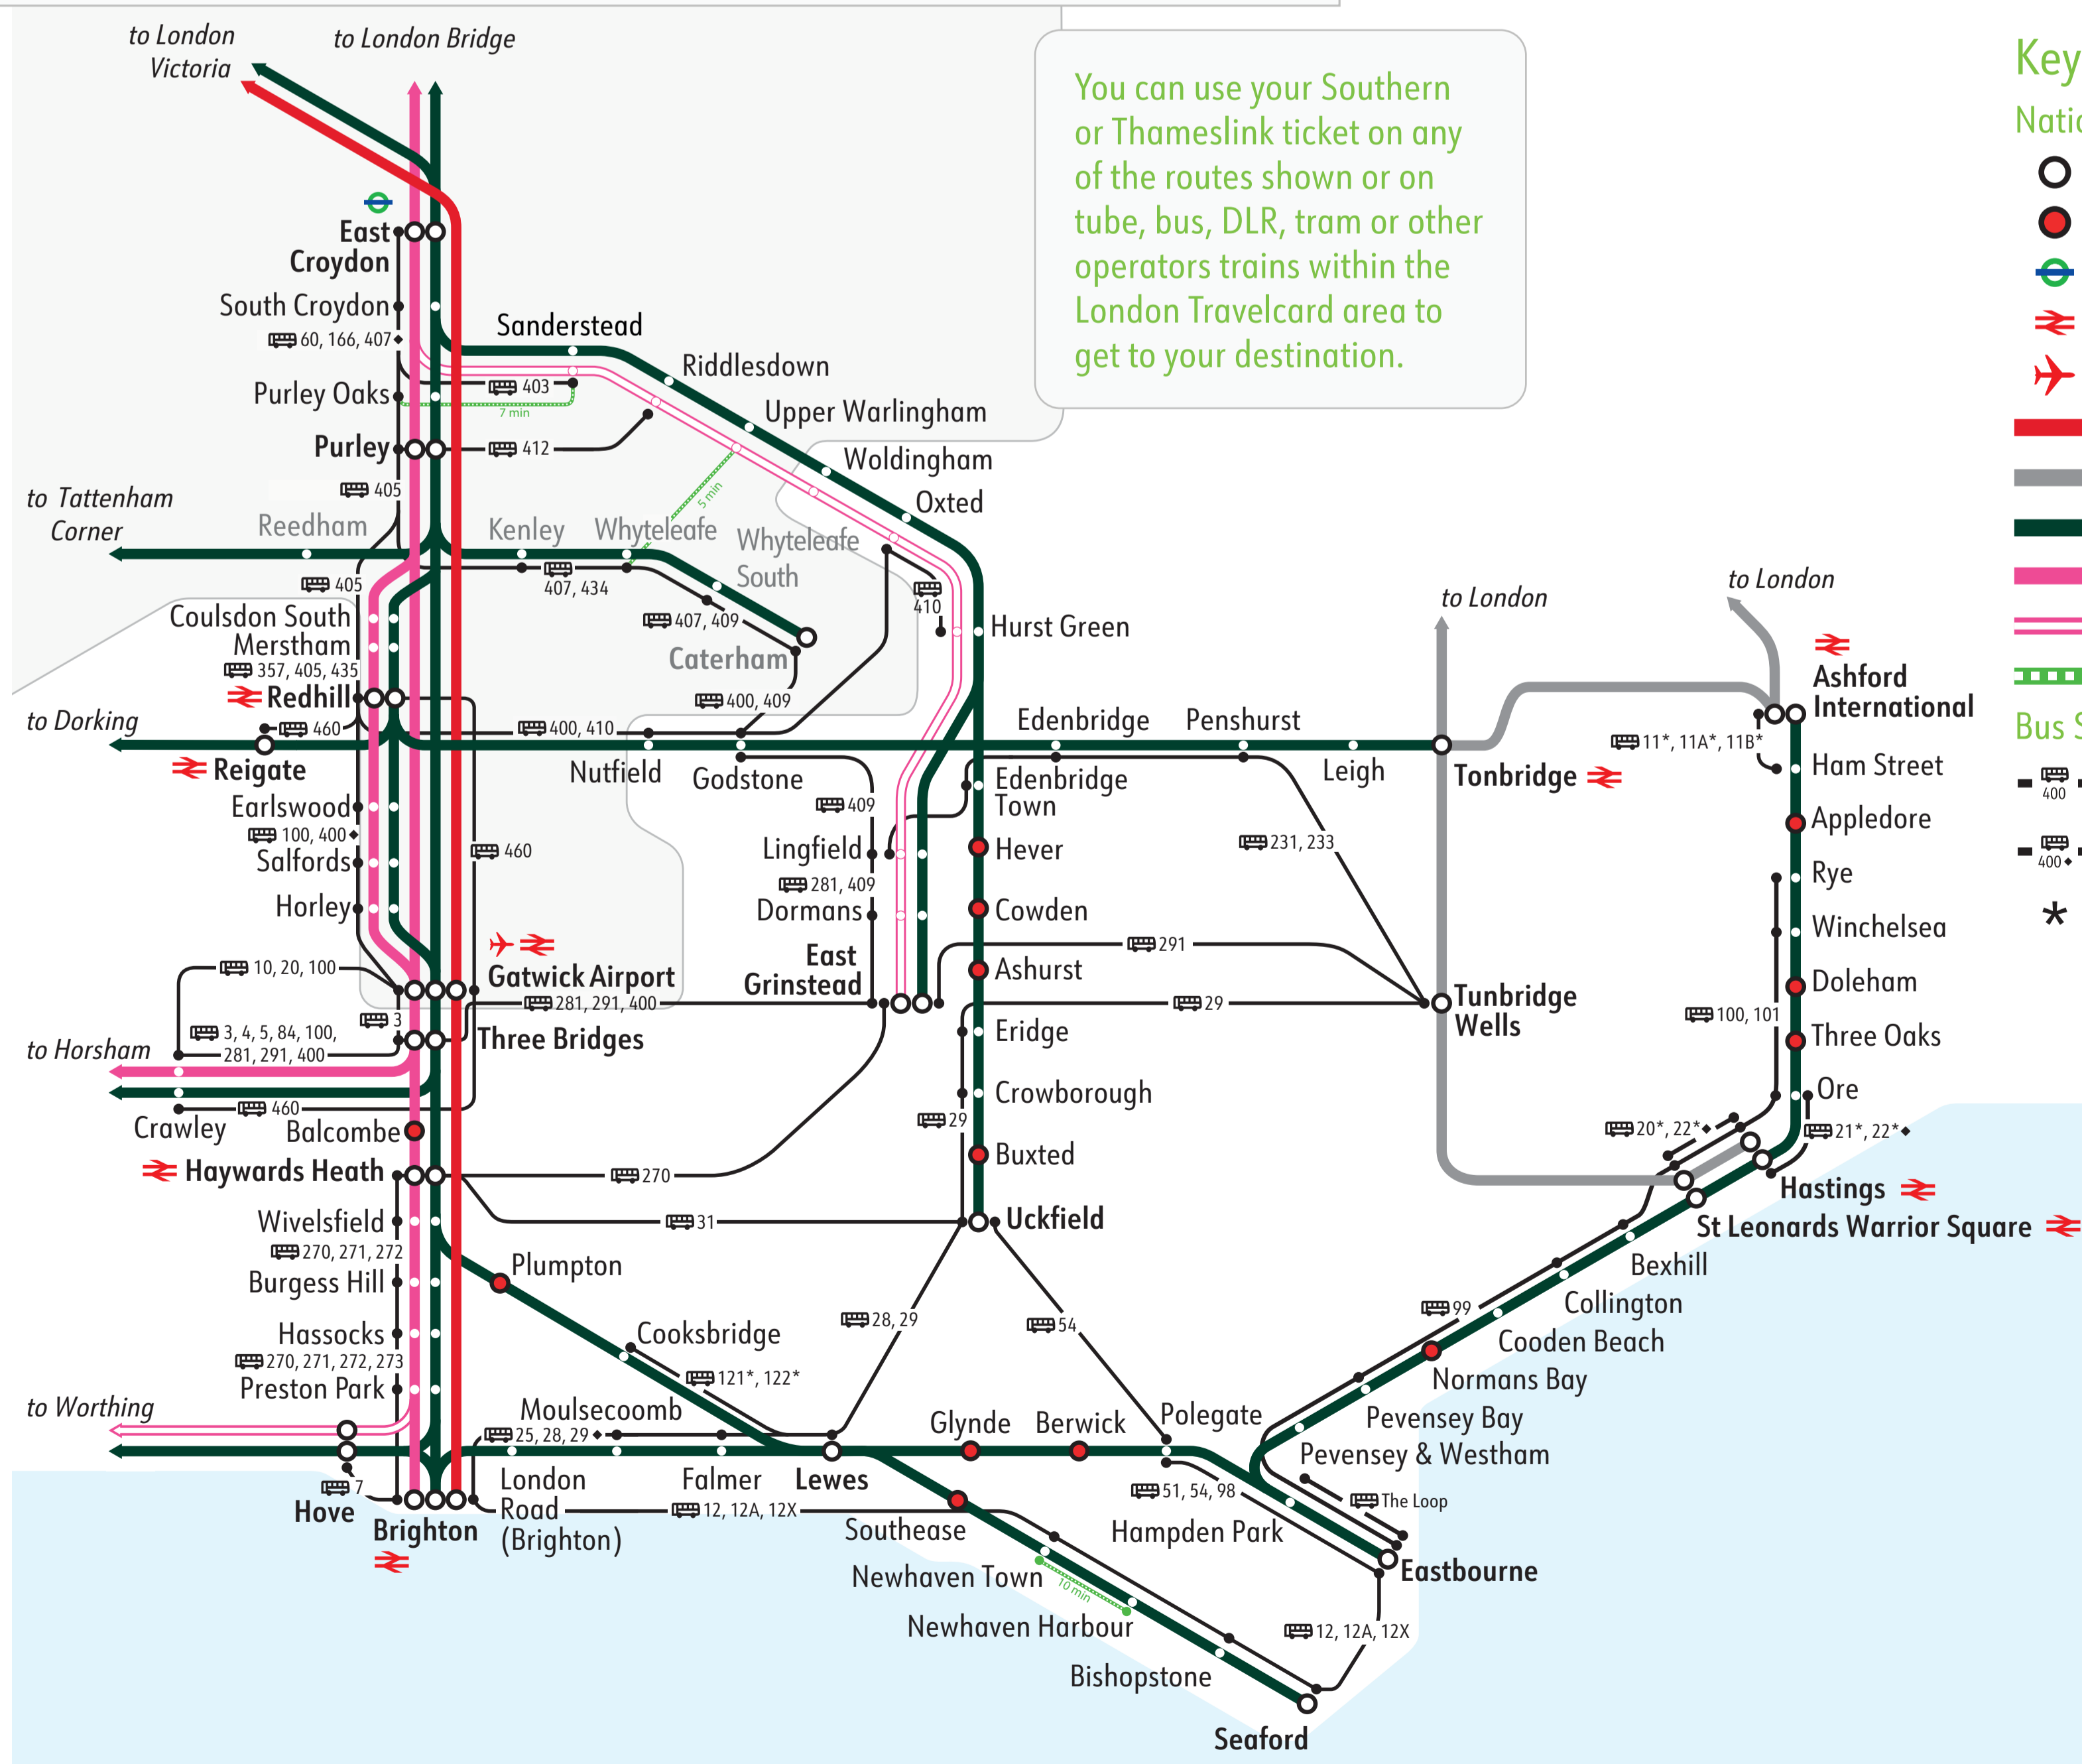 to London
Victoria
to London Bridge
You can use your Southern
or Thameslink ticket on any
of the routes shown or on
tube, bus, DLR, tram or other
operators trains within the
London Travelcard area to
get to your destination.
Key
East
Croydon
South Croydon
60, 166, 407
Sanderstead
Riddlesdown
Purley Oaks
403
7 min
Upper Warlingham
Purley
412
Woldingham
405
5 min
Oxted
to Tattenham
Corner
Reedham
Kenley
Whyteleafe
Whyteleafe
South
405
407, 434
410
to London
to London
Coulsdon South
407, 409
Hurst Green
Merstham
357, 405, 435
Caterham
Redhill
400, 409
Ashford
International
to Dorking
460
400, 410
Edenbridge
Penshurst
11*, 11A*, 11B*
Bus
Reigate
Nutfield
Godstone
Edenbridge
Town
Leigh
Tonbridge
Ham Street
400
Earlswood
409
Appledore
100, 400
460
Lingfield
Hever
231, 233
400
Salfords
281, 409
Rye
Horley
Dormans
Cowden
Winchelsea
*
East
Grinstead
291
10, 20, 100
Gatwick Airport
Ashurst
Doleham
281, 291, 400
29
Tunbridge
Wells
100, 101
3
3, 4, 5, 84, 100,
281, 291, 400
Three Bridges
Eridge
Three Oaks
to Horsham
Crowborough
Ore
460
29
20*, 22*
21*, 22*
Crawley
Balcombe
Buxted
Haywards Heath
270
Hastings
Wivelsfield
31
Uckfield
St Leonards Warrior Square
270, 271, 272
Plumpton
Bexhill
Burgess Hill
28, 29
54
99
Collington
Hassocks
Cooksbridge
Cooden Beach
270, 271, 272, 273
121*, 122*
Normans Bay
Preston Park
to Worthing
Moulsecoomb
Glynde
Berwick
Polegate
Pevensey Bay
25, 28, 29
Pevensey & Westham
7
London
Road
(Brighton)
Falmer
Lewes
51, 54, 98
The Loop
Hove
Brighton
12, 12A, 12X
Southease
Hampden Park
Newhaven Town
10 min
Eastbourne
Newhaven Harbour
12, 12A, 12X
Bishopstone
Seaford